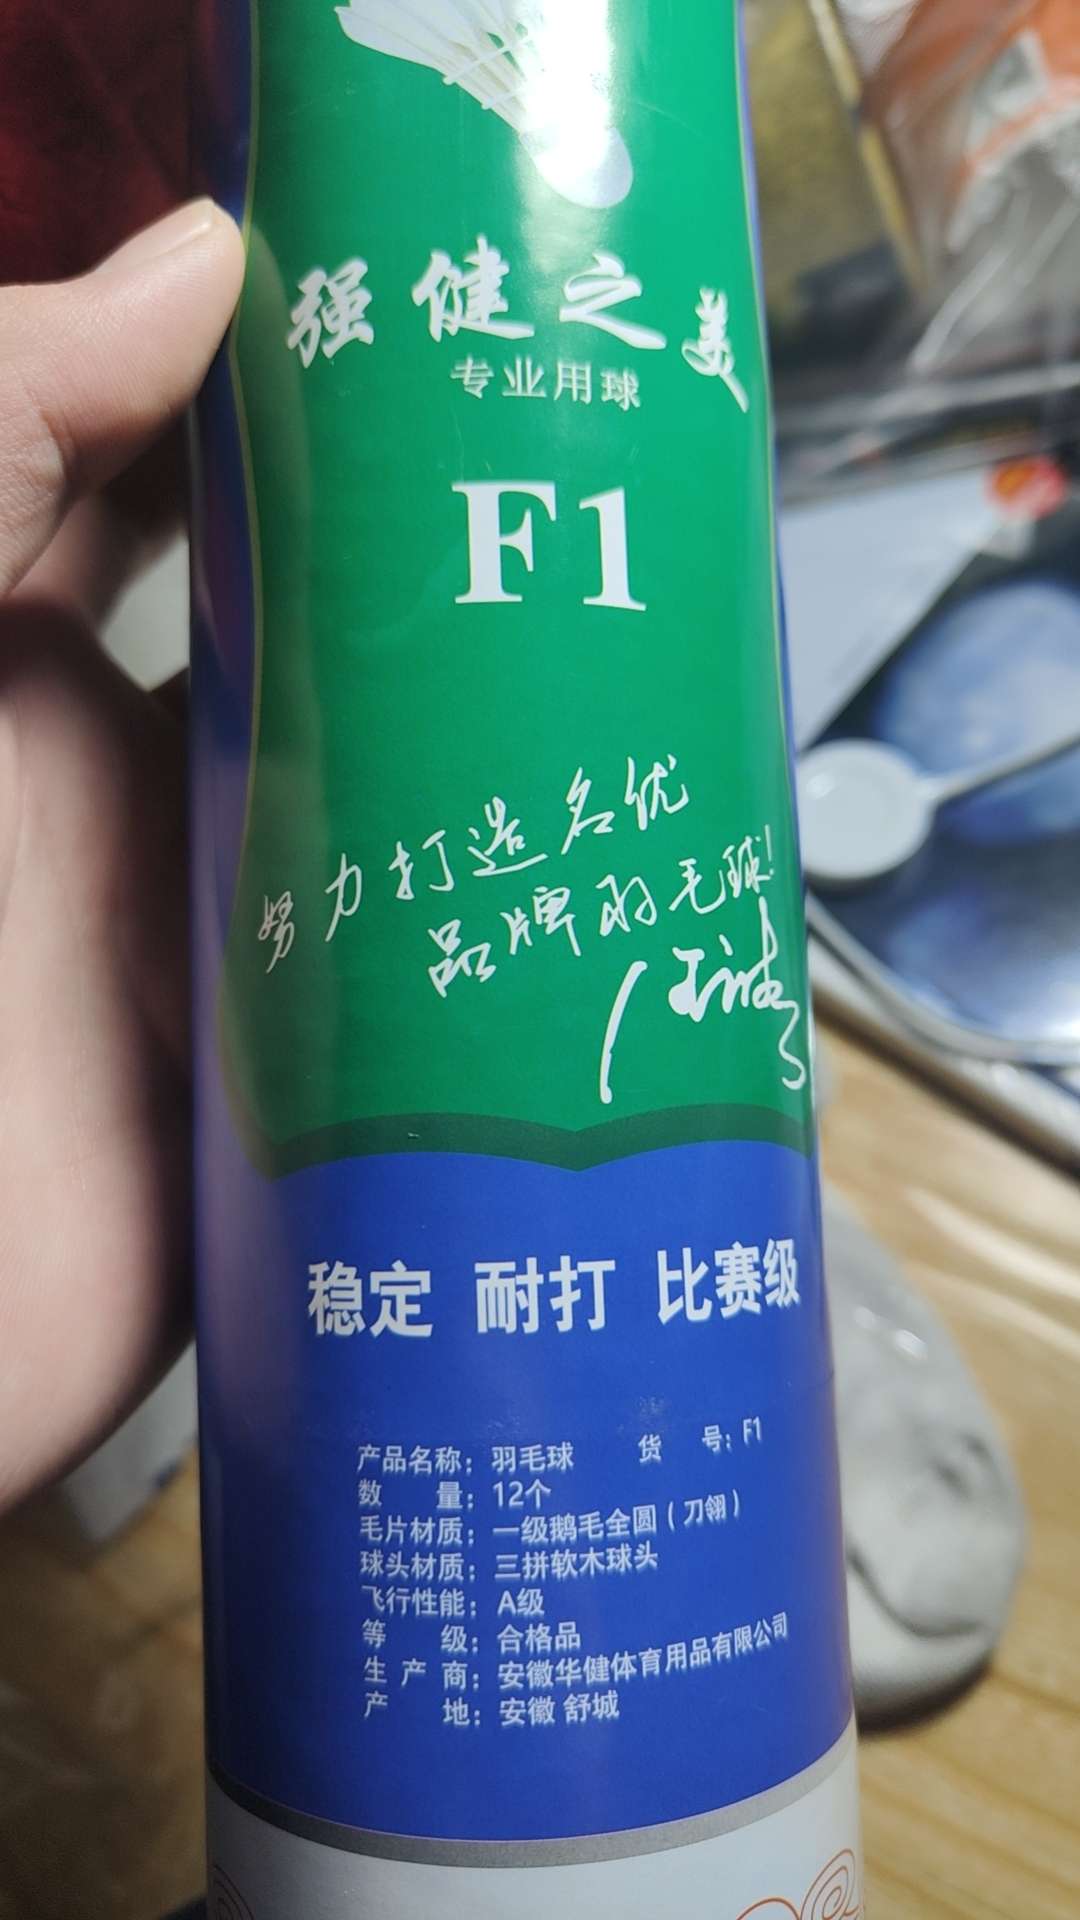 强健之美
专业用球
F1
努力打造名优
品牌羽毛球!
稳定 耐打 比赛级
产品名称：羽毛球 货号：F1
数量：12个
毛片材质：一级鹅毛全圆（刀翎）
球头材质：三拼软木球头
飞行性能：A级
等级：合格品
生产商：安徽华健体育用品有限公司
产地：安徽 舒城